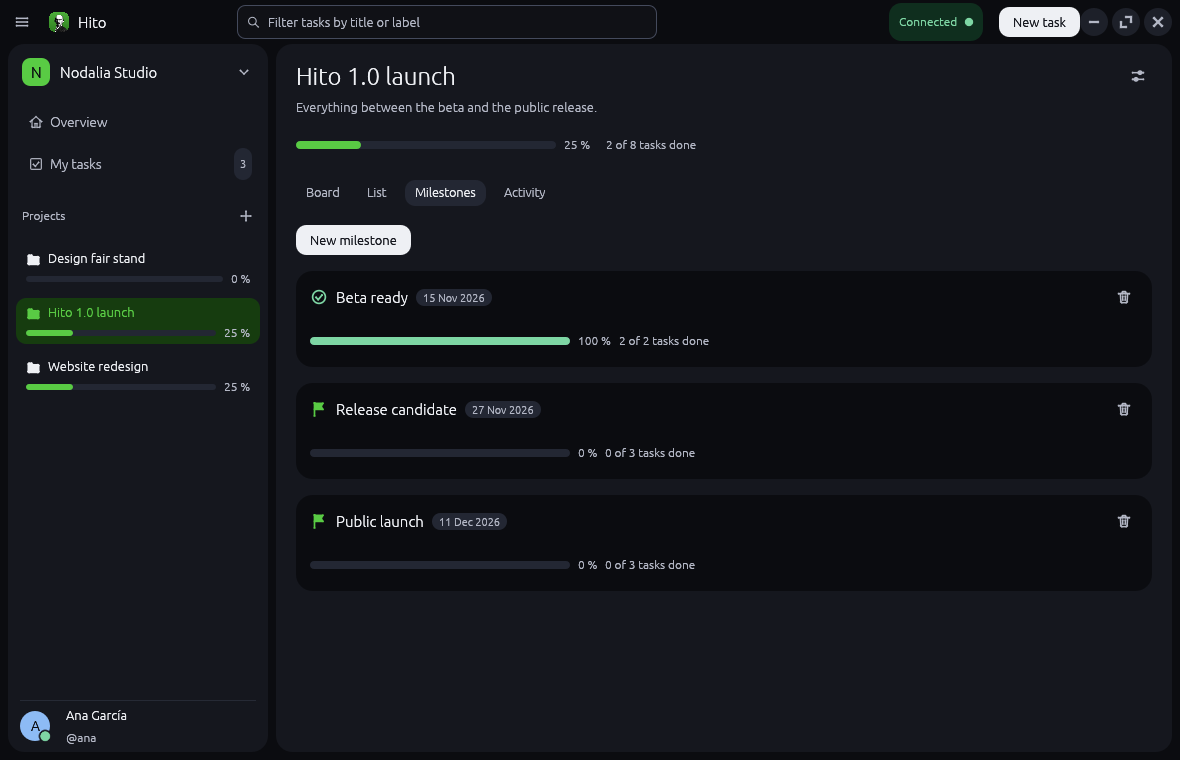 Hito
Filter tasks by title or label
Connected
New task
N
Nodalia Studio
Overview
My tasks
3
Projects
Design fair stand
0 %
Hito 1.0 launch
25 %
Website redesign
25 %
A
Ana García
@ana
Hito 1.0 launch
Everything between the beta and the public release.
25 % 2 of 8 tasks done
Board List Milestones Activity
New milestone
Beta ready 15 Nov 2026
100 % 2 of 2 tasks done
Release candidate 27 Nov 2026
0 % 0 of 3 tasks done
Public launch 11 Dec 2026
0 % 0 of 3 tasks done